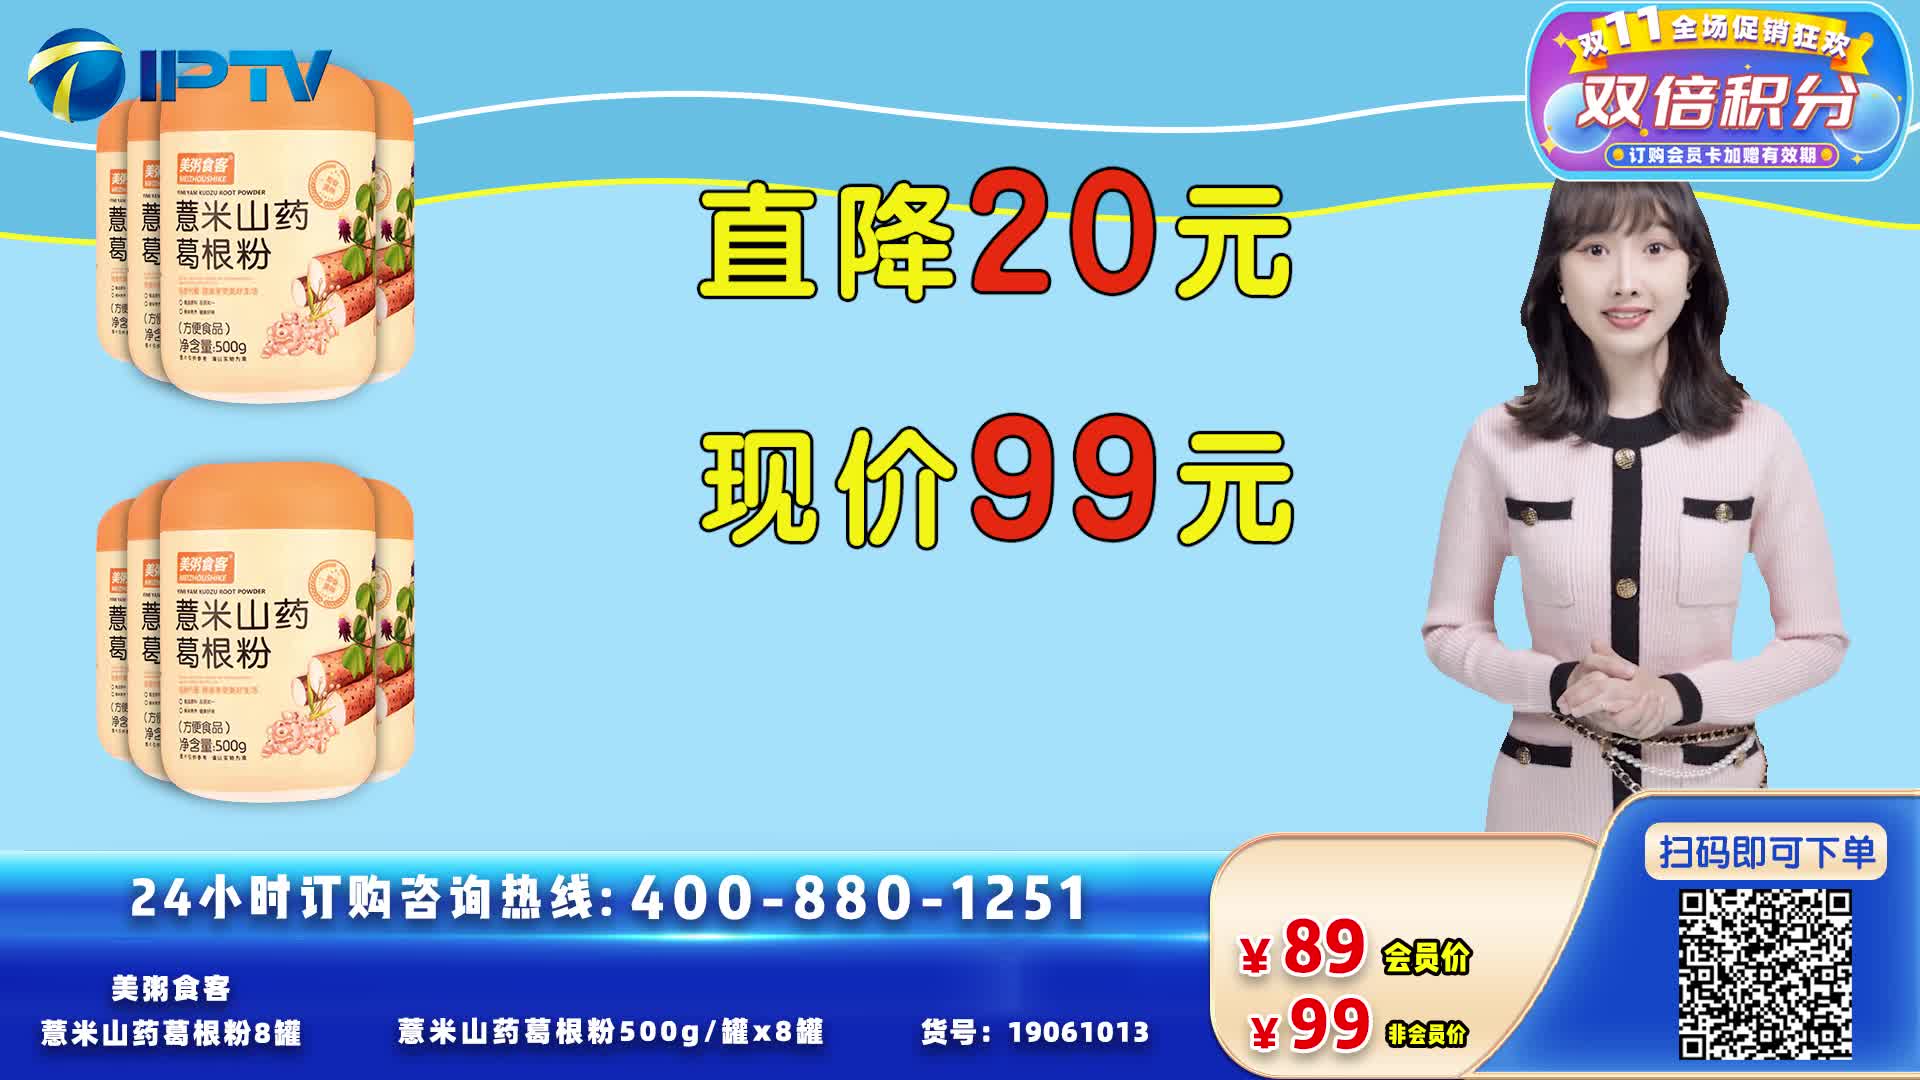 IPTV
双11全场促销狂欢
双倍积分
订购会员卡加赠有效期
直降20元
现价99元
美粥食客
MEIZHOUSHIKE
YIMI YAM KUDZU ROOT POWDER
薏米山药
葛根粉
(方便食品)
净含量:500g
美粥食客
MEIZHOUSHIKE
YIMI YAM KUDZU ROOT POWDER
薏米山药
葛根粉
(方便食品)
净含量:500g
24小时订购咨询热线:400-880-1251
美粥食客
薏米山药葛根粉8罐
薏米山药葛根粉500g/罐x8罐
货号：19061013
¥89会员价
¥99非会员价
扫码即可下单